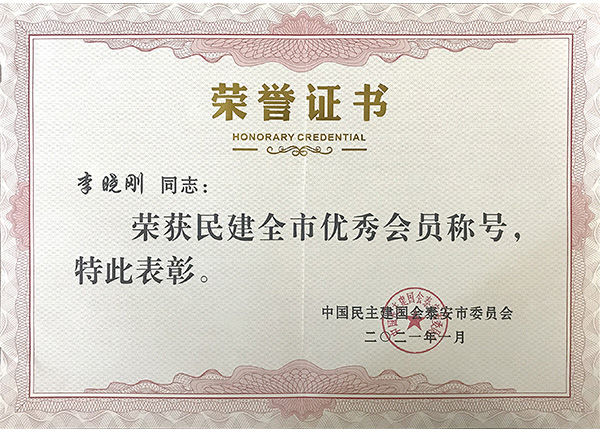 荣誉证书
HONORARY CREDENTIAL
李晓刚 同志：
荣获民建全市优秀会员称号，
特此表彰。
中国民主建国会泰安市委员会
二〇二一年一月